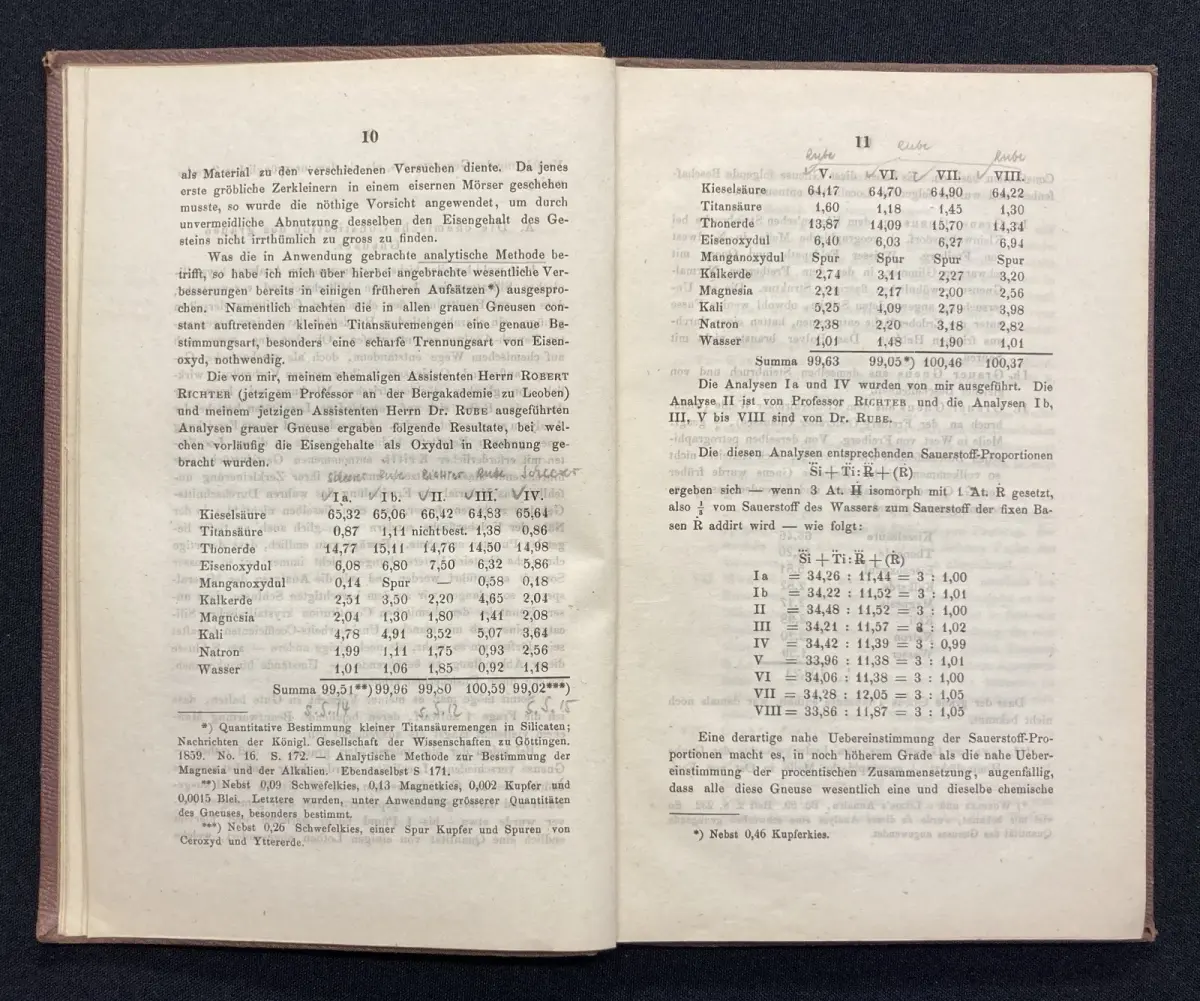 10
als Material zu den verschiedenen Versuchen diente. Da jenes
erste gröbliche Zerkleinern in einem eisernen Mörser geschehen
musste, so wurde die nöthige Vorsicht angewendet, um durch
unvermeidliche Abnutzung desselben den Eisengehalt des Ge-
steins nicht irrthümlich zu gross zu finden.
Was die in Anwendung gebrachte analytische Methode be-
trifft, so habe ich mich über hierbei angebrachte wesentliche Ver-
besserungen bereits in einigen früheren Aufsätzen*) ausgespro-
chen. Namentlich machten die in allen grauen Gneusen con-
stant auftretenden kleinen Titansäuremengen eine genaue Be-
stimmungsart, besonders eine scharfe Trennungsart von Eisen-
oxyd, nothwendig.
Die von mir, meinem ehemaligen Assistenten Herrn ROBERT
RICHTER (jetzigem Professor an der Bergakademie zu Leoben)
und meinem jetzigen Assistenten Herrn Dr. RUBE ausgeführten
Analysen grauer Gneuse ergaben folgende Resultate, bei wel-
chen vorläufig die Eisengehalte als Oxydul in Rechnung ge-
bracht wurden.
Rube Richter Rube Scheerer
√Ia. √Ib. √II. √III. √IV.
Kieselsäure 65,32 65,06 66,42 64,83 65,64
Titansäure 0,87 1,11 nicht best. 1,38 0,86
Thonerde 14,77 15,11 14,76 14,50 14,98
Eisenoxydul 6,08 6,80 7,50 6,32 5,86
Manganoxydul 0,14 Spur — 0,58 0,18
Kalkerde 2,51 3,50 2,20 4,65 2,04
Magnesia 2,04 1,30 1,80 1,41 2,08
Kali 4,78 4,91 3,52 5,07 3,64
Natron 1,99 1,11 1,75 0,93 2,56
Wasser 1,01 1,06 1,85 0,92 1,18
Summa 99,51**) 99,96 99,80 100,59 99,02***)
s. S. 14 s. S. 12 s. S. 15
*) Quantitative Bestimmung kleiner Titansäuremengen in Silicaten;
Nachrichten der Königl. Gesellschaft der Wissenschaften zu Göttingen.
1859. No. 16. S. 172. — Analytische Methode zur Bestimmung der
Magnesia und der Alkalien. Ebendaselbst S 171.
**) Nebst 0,09 Schwefelkies, 0,13 Magnetkies, 0,002 Kupfer und
0,0015 Blei. Letztere wurden, unter Anwendung grösserer Quantitäten
des Gneuses, besonders bestimmt.
***) Nebst 0,26 Schwefelkies, einer Spur Kupfer und Spuren von
Ceroxyd und Yttererde.
11
Rube Rube Rube
√V. √VI. √VII. √VIII.
Kieselsäure 64,17 64,70 64,90 64,22
Titansäure 1,60 1,18 1,45 1,30
Thonerde 13,87 14,09 15,70 14,34
Eisenoxydul 6,40 6,03 6,27 6,94
Manganoxydul Spur Spur Spur Spur
Kalkerde 2,74 3,11 2,27 3,20
Magnesia 2,21 2,17 2,00 2,56
Kali 5,25 4,09 2,79 3,98
Natron 2,38 2,20 3,18 2,82
Wasser 1,01 1,48 1,90 1,01
Summa 99,63 99,05*) 100,46 100,37
Die Analysen Ia und IV wurden von mir ausgeführt. Die
Analyse II ist von Professor RICHTER und die Analysen Ib,
III, V bis VIII sind von Dr. RUBE.
Die diesen Analysen entsprechenden Sauerstoff-Proportionen
S̈i + T̈i : R̈ + (Ṙ)
ergeben sich — wenn 3 At. Ḧ isomorph mit 1 At. Ṙ gesetzt,
also ⅓ vom Sauerstoff des Wassers zum Sauerstoff der fixen Ba-
sen Ṙ addirt wird — wie folgt:
S̈i + T̈i : R̈ + (Ṙ)
Ia = 34,26 : 11,44 = 3 : 1,00
Ib = 34,22 : 11,52 = 3 : 1,01
II = 34,48 : 11,52 = 3 : 1,00
III = 34,21 : 11,57 = 3 : 1,02
IV = 34,42 : 11,39 = 3 : 0,99
V = 33,96 : 11,38 = 3 : 1,01
VI = 34,06 : 11,38 = 3 : 1,00
VII = 34,28 : 12,05 = 3 : 1,05
VIII = 33,86 : 11,87 = 3 : 1,05
Eine derartige nahe Uebereinstimmung der Sauerstoff-Pro-
portionen macht es, in noch höherem Grade als die nahe Ueber-
einstimmung der procentischen Zusammensetzung, augenfällig,
dass alle diese Gneuse wesentlich eine und dieselbe chemische
*) Nebst 0,46 Kupferkies.